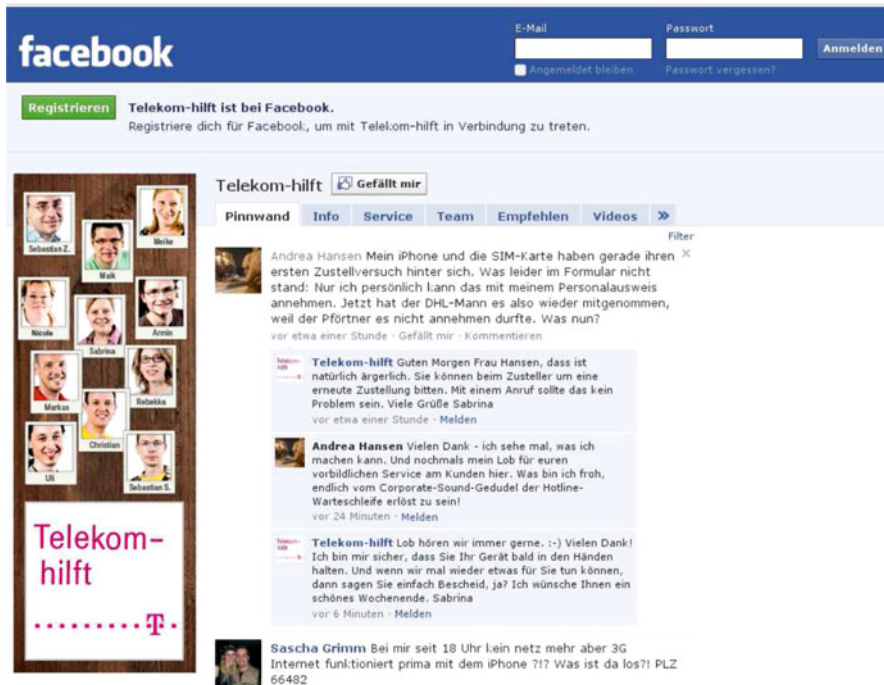 facebook
E-Mail
Passwort
Anmelden
Angemeldet bleiben
Passwort vergessen?
Registrieren
Telekom-hilft ist bei Facebook.
Registriere dich für Facebook, um mit Telekom-hilft in Verbindung zu treten.
Sebastian Z.
Maik
Meike
Nicole
Sabrina
Armin
Markus
Christian
Rebekka
Uli
Sebastian S.
Telekom-
hilft
T
Telekom-hilft
Gefällt mir
Pinnwand Info Service Team Empfehlen Videos »
Filter
Andrea Hansen Mein iPhone und die SIM-Karte haben gerade ihren
ersten Zustellversuch hinter sich. Was leider im Formular nicht
stand: Nur ich persönlich kann das mit meinem Personalausweis
annehmen. Jetzt hat der DHL-Mann es also wieder mitgenommen,
weil der Pförtner es nicht annehmen durfte. Was nun?
vor etwa einer Stunde · Gefällt mir · Kommentieren
Telekom-hilft Guten Morgen Frau Hansen, dass ist
natürlich ärgerlich. Sie können beim Zusteller um eine
erneute Zustellung bitten. Mit einem Anruf sollte das kein
Problem sein. Viele Grüße Sabrina
vor etwa einer Stunde · Melden
Andrea Hansen Vielen Dank - ich sehe mal, was ich
machen kann. Und nochmals mein Lob für euren
vorbildlichen Service am Kunden hier. Was bin ich froh,
endlich vom Corporate-Sound-Gedudel der Hotline-
Warteschleife erlöst zu sein!
vor 24 Minuten · Melden
Telekom-hilft Lob hören wir immer gerne. :-) Vielen Dank!
Ich bin mir sicher, dass Sie Ihr Gerät bald in den Händen
halten. Und wenn wir mal wieder etwas für Sie tun können,
dann sagen Sie einfach Bescheid, ja? Ich wünsche Ihnen ein
schönes Wochenende. Sabrina
vor 6 Minuten · Melden
Sascha Grimm Bei mir seit 18 Uhr kein netz mehr aber 3G
Internet funktioniert prima mit dem iPhone ?!? Was ist da los?! PLZ
66482